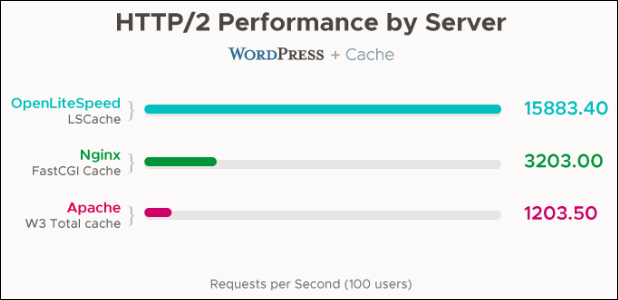 HTTP/2 Performance by Server
WORDPRESS + Cache
OpenLiteSpeed
LSCache
15883.40
Nginx
FastCGI Cache
3203.00
Apache
W3 Total cache
1203.50
Requests per Second (100 users)